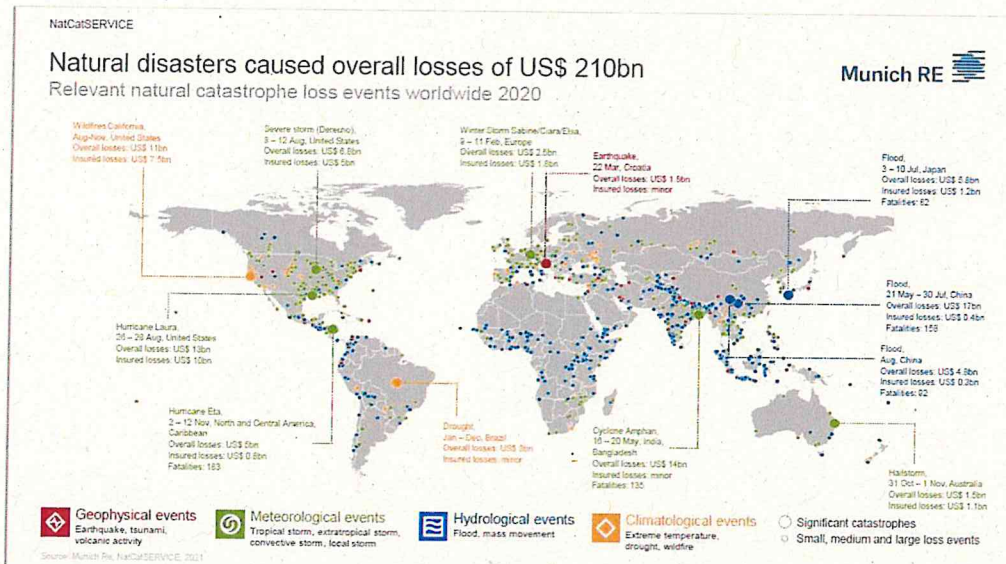 NatCatSERVICE
Natural disasters caused overall losses of US$ 210bn
Relevant natural catastrophe loss events worldwide 2020
Munich RE
Wildfires California,
Aug-Nov, United States
Overall losses: US$ 11bn
Insured losses: US$ 7.5bn
Severe storm (Derecho),
8 – 12 Aug, United States
Overall losses: US$ 6.8bn
Insured losses: US$ 5bn
Winter Storm Sabine/Ciara/Elsa,
9 – 11 Feb, Europe
Overall losses: US$ 2.5bn
Insured losses: US$ 1.8bn
Earthquake,
22 Mar, Croatia
Overall losses: US$ 1.5bn
Insured losses: minor
Flood,
3 – 10 Jul, Japan
Overall losses: US$ 5.8bn
Insured losses: US$ 1.2bn
Fatalities: 82
Flood,
21 May – 30 Jul, China
Overall losses: US$ 17bn
Insured losses: US$ 0.4bn
Fatalities: 158
Flood,
Aug, China
Overall losses: US$ 4.8bn
Insured losses: US$ 0.3bn
Fatalities: 92
Hurricane Laura,
26 – 28 Aug, United States
Overall losses: US$ 13bn
Insured losses: US$ 10bn
Hurricane Eta,
2 – 12 Nov, North and Central America,
Caribbean
Overall losses: US$ 5bn
Insured losses: US$ 0.8bn
Fatalities: 183
Drought,
Jan – Dec, Brazil
Overall losses: US$ 3bn
Insured losses: minor
Cyclone Amphan,
16 – 20 May, India,
Bangladesh
Overall losses: US$ 14bn
Insured losses: minor
Fatalities: 135
Hailstorm,
31 Oct – 1 Nov, Australia
Overall losses: US$ 1.5bn
Insured losses: US$ 1.1bn
Geophysical events
Earthquake, tsunami,
volcanic activity
Meteorological events
Tropical storm, extratropical storm,
convective storm, local storm
Hydrological events
Flood, mass movement
Climatological events
Extreme temperature,
drought, wildfire
Significant catastrophes
Small, medium and large loss events
Source: Munich Re, NatCatSERVICE, 2021